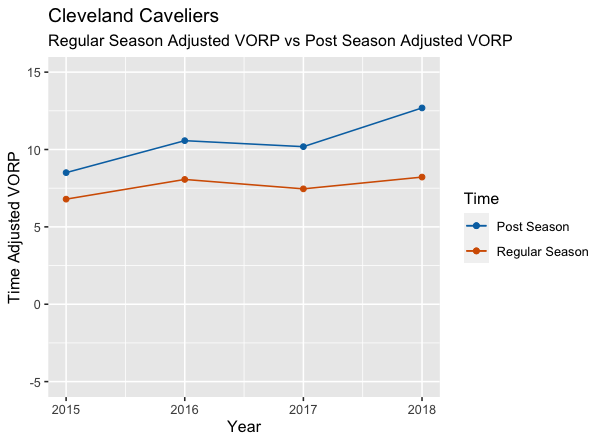 Cleveland Caveliers
Regular Season Adjusted VORP vs Post Season Adjusted VORP
Time Adjusted VORP
15
10
5
0
-5
2015
2016
2017
2018
Year
Time
Post Season
Regular Season